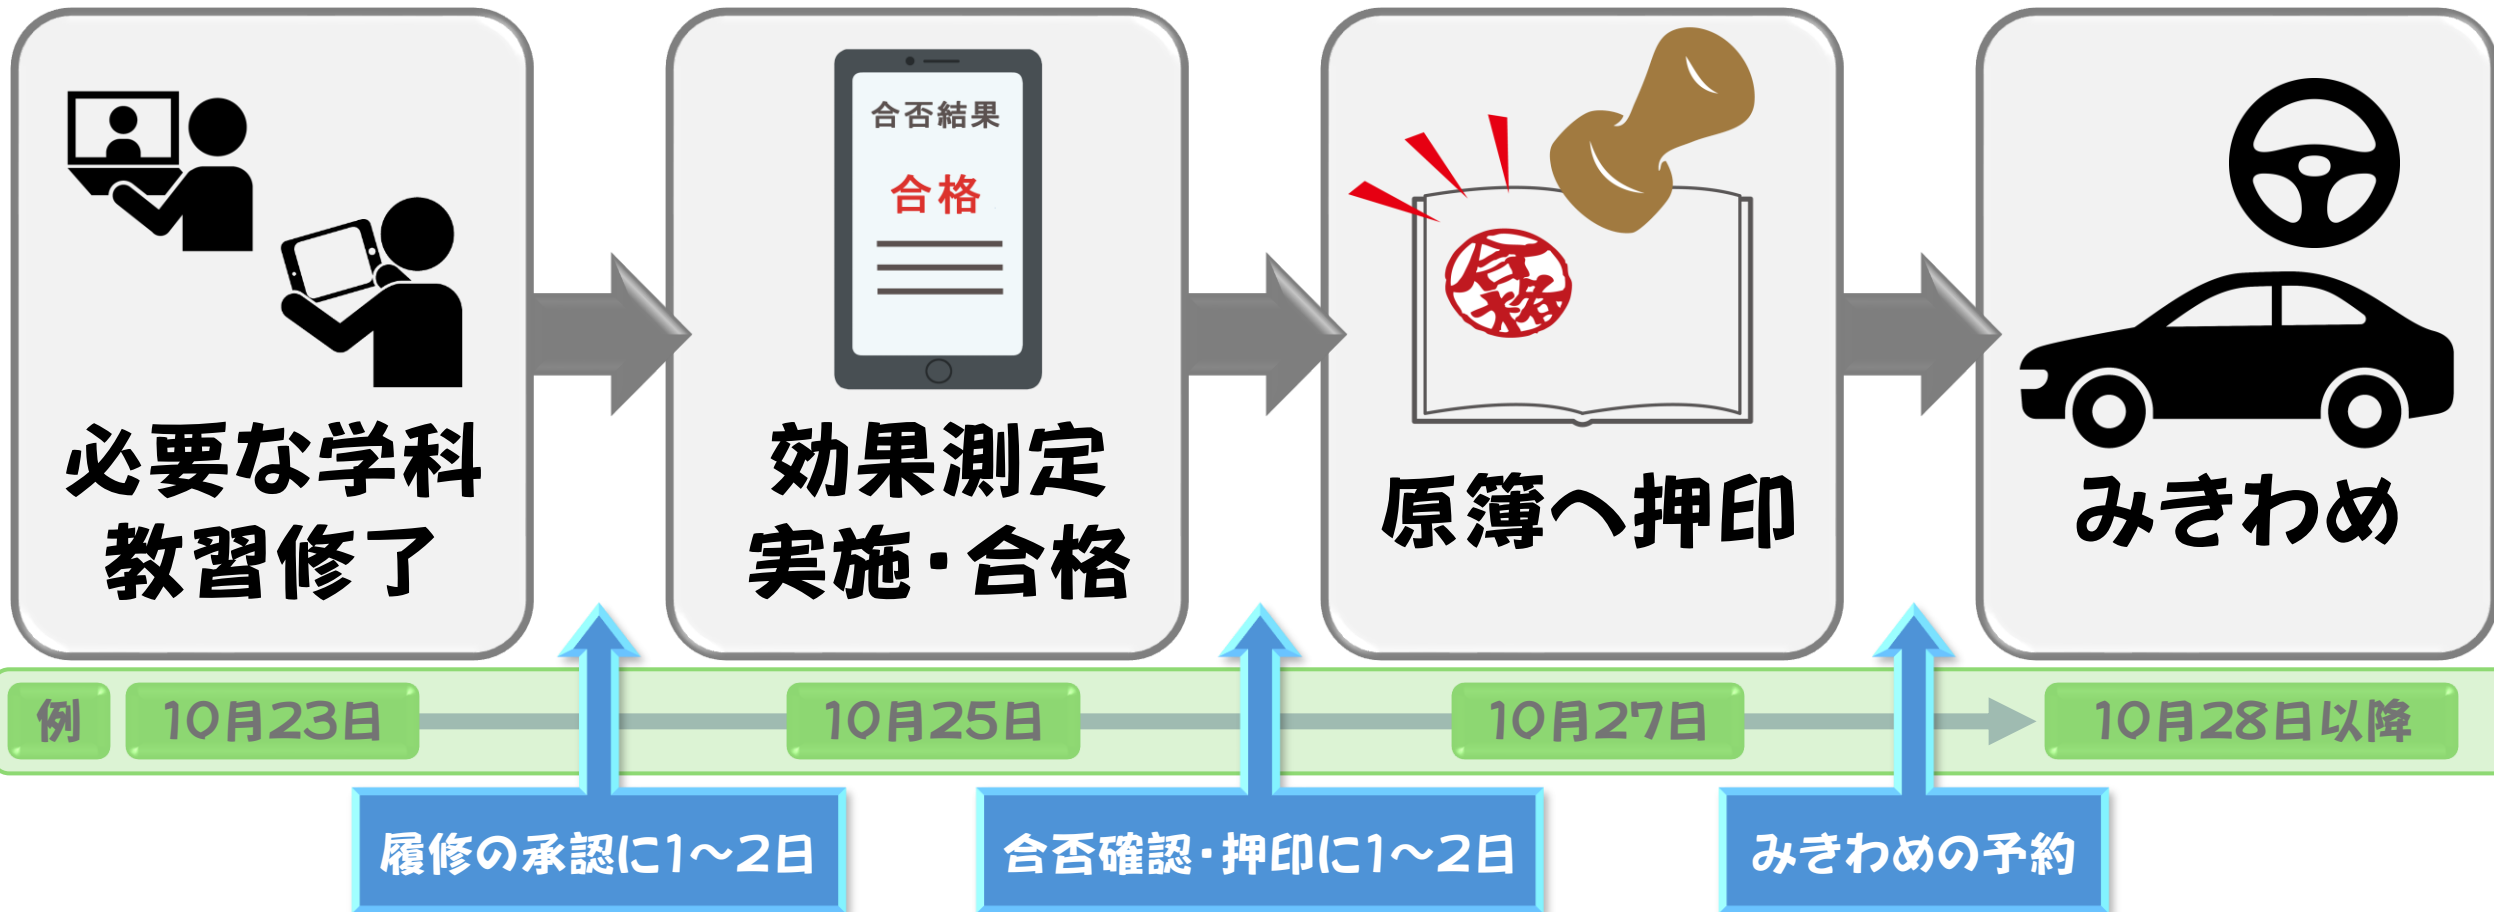 合否結果
合格
合格
必要な学科
教習修了
効果測定
実施・合格
原簿へ押印
みきわめ
例
10月23日
10月25日
10月27日
10月28日以降
履修の承認に1～2日
合否確認・押印に1～2日
みきわめの予約